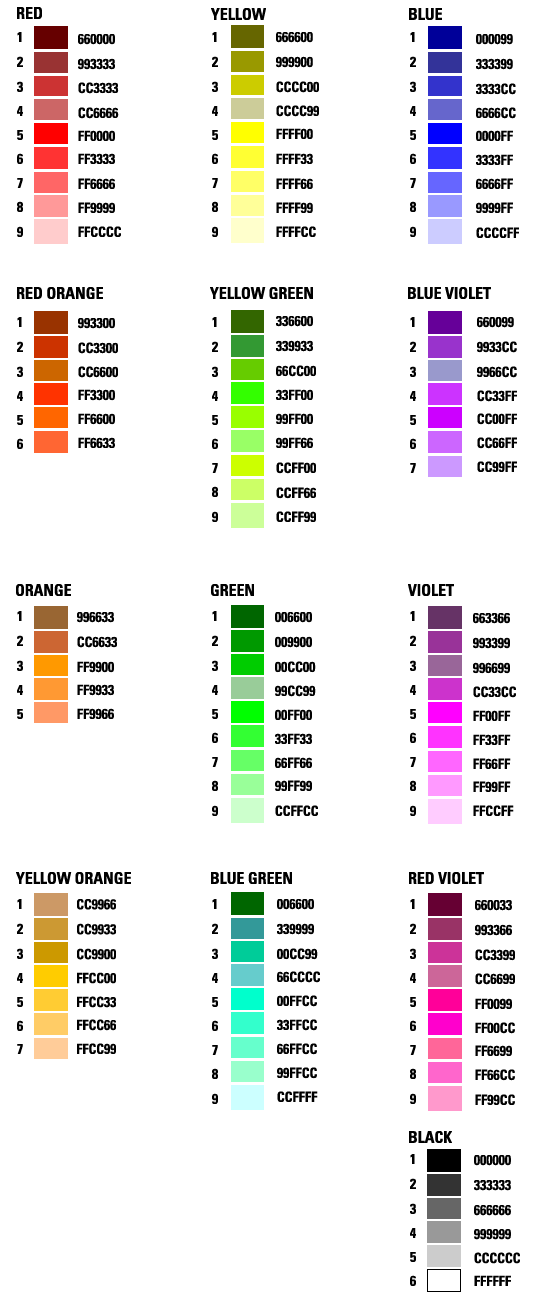 RED
1 660000
2 993333
3 CC3333
4 CC6666
5 FF0000
6 FF3333
7 FF6666
8 FF9999
9 FFCCCC
RED ORANGE
1 993300
2 CC3300
3 CC6600
4 FF3300
5 FF6600
6 FF6633
ORANGE
1 996633
2 CC6633
3 FF9900
4 FF9933
5 FF9966
YELLOW ORANGE
1 CC9966
2 CC9933
3 CC9900
4 FFCC00
5 FFCC33
6 FFCC66
7 FFCC99
YELLOW
1 666600
2 999900
3 CCCC00
4 CCCC99
5 FFFF00
6 FFFF33
7 FFFF66
8 FFFF99
9 FFFFCC
YELLOW GREEN
1 336600
2 339933
3 66CC00
4 33FF00
5 99FF00
6 99FF66
7 CCFF00
8 CCFF66
9 CCFF99
GREEN
1 006600
2 009900
3 00CC00
4 99CC99
5 00FF00
6 33FF33
7 66FF66
8 99FF99
9 CCFFCC
BLUE GREEN
1 006600
2 339999
3 00CC99
4 66CCCC
5 00FFCC
6 33FFCC
7 66FFCC
8 99FFCC
9 CCFFFF
BLUE
1 000099
2 333399
3 3333CC
4 6666CC
5 0000FF
6 3333FF
7 6666FF
8 9999FF
9 CCCCFF
BLUE VIOLET
1 660099
2 9933CC
3 9966CC
4 CC33FF
5 CC00FF
6 CC66FF
7 CC99FF
VIOLET
1 663366
2 993399
3 996699
4 CC33CC
5 FF00FF
6 FF33FF
7 FF66FF
8 FF99FF
9 FFCCFF
RED VIOLET
1 660033
2 993366
3 CC3399
4 CC6699
5 FF0099
6 FF00CC
7 FF6699
8 FF66CC
9 FF99CC
BLACK
1 000000
2 333333
3 666666
4 999999
5 CCCCCC
6 FFFFFF